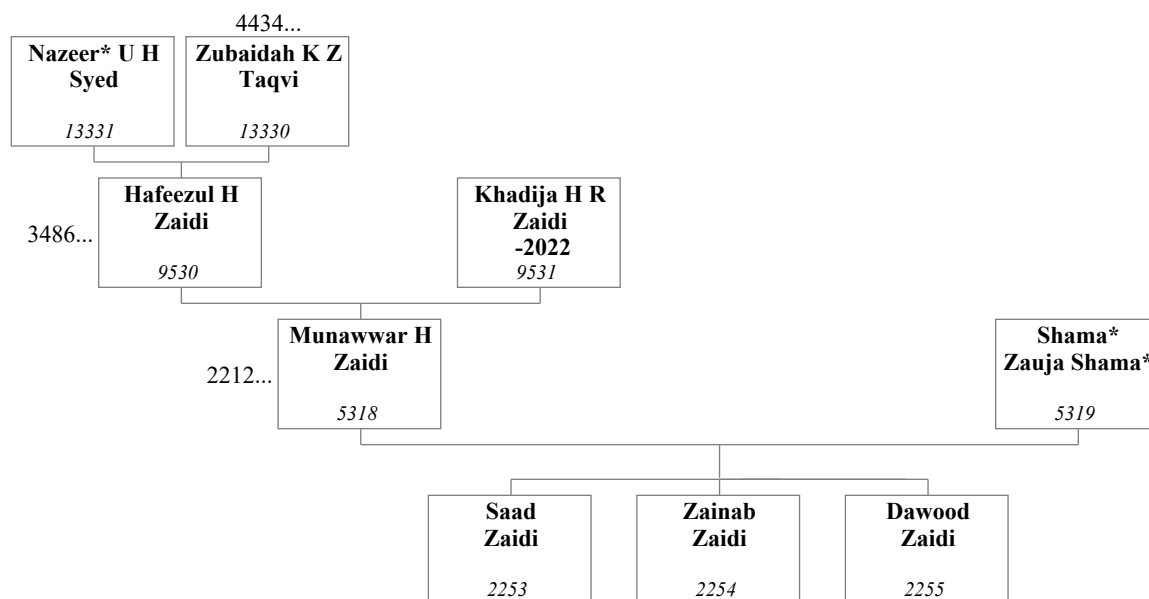 4434...
Nazeer* U H
Syed
13331
Zubaidah K Z
Taqvi
13330
3486...
Hafeezul H
Zaidi
9530
Khadija H R
Zaidi
-2022
9531
2212...
Munawwar H
Zaidi
5318
Shama*
Zauja Shama*
5319
Saad
Zaidi
2253
Zainab
Zaidi
2254
Dawood
Zaidi
2255